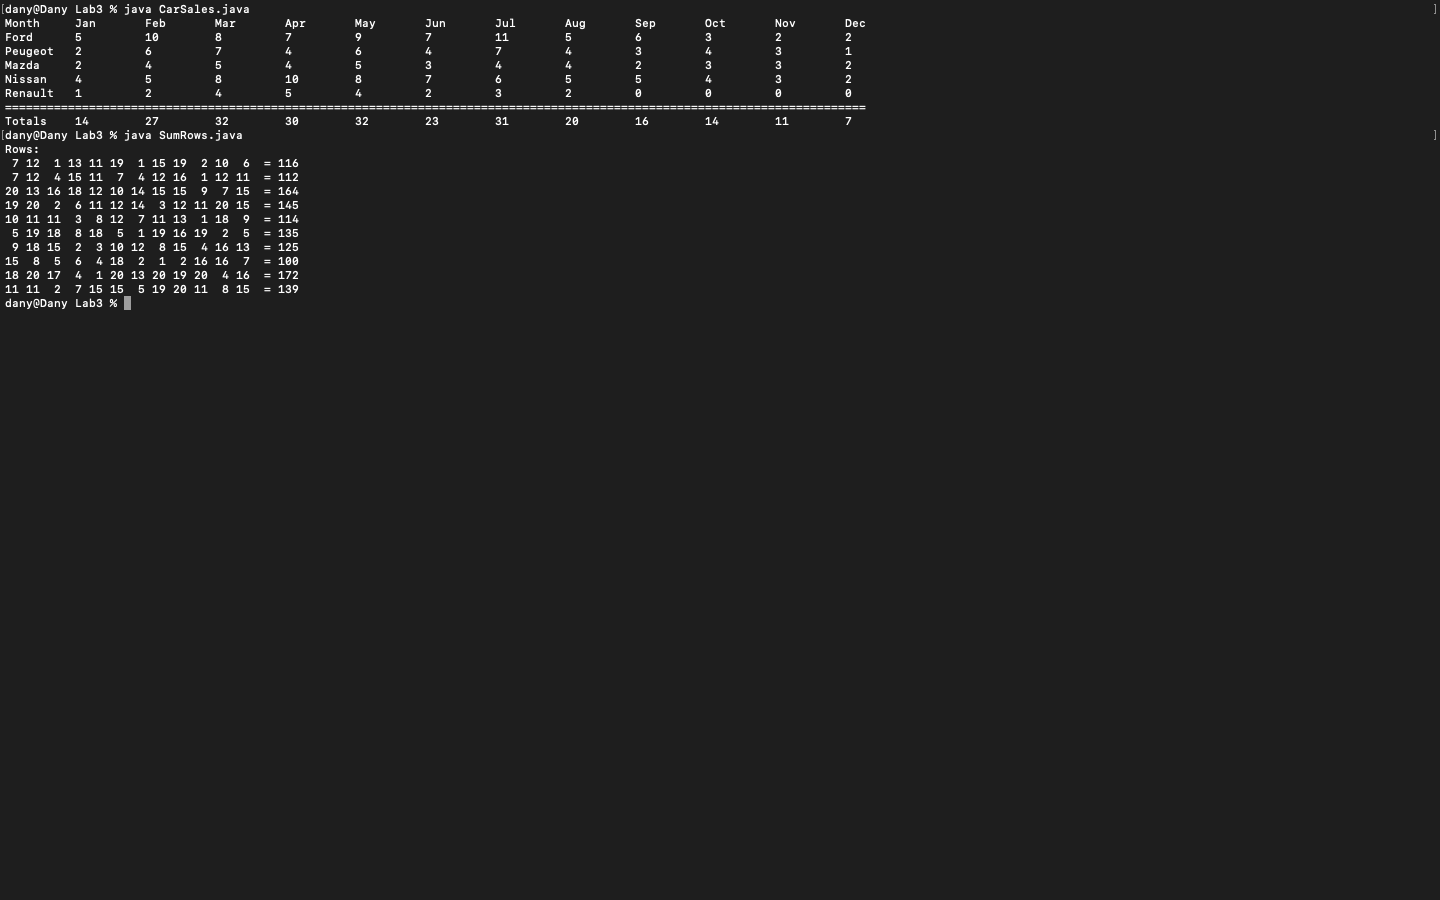 [dany@Dany Lab3 % java CarSales.java ]
Month Jan Feb Mar Apr May Jun Jul Aug Sep Oct Nov Dec
Ford 5 10 8 7 9 7 11 5 6 3 2 2
Peugeot 2 6 7 4 6 4 7 4 3 4 3 1
Mazda 2 4 5 4 5 3 4 4 2 3 3 2
Nissan 4 5 8 10 8 7 6 5 5 4 3 2
Renault 1 2 4 5 4 2 3 2 0 0 0 0
===========================================================================================================================
Totals 14 27 32 30 32 23 31 20 16 14 11 7
[dany@Dany Lab3 % java SumRows.java ]
Rows:
7 12 1 13 11 19 1 15 19 2 10 6 = 116
7 12 4 15 11 7 4 12 16 1 12 11 = 112
20 13 16 18 12 10 14 15 15 9 7 15 = 164
19 20 2 6 11 12 14 3 12 11 20 15 = 145
10 11 11 3 8 12 7 11 13 1 18 9 = 114
5 19 18 8 18 5 1 19 16 19 2 5 = 135
9 18 15 2 3 10 12 8 15 4 16 13 = 125
15 8 5 6 4 18 2 1 2 16 16 7 = 100
18 20 17 4 1 20 13 20 19 20 4 16 = 172
11 11 2 7 15 15 5 19 20 11 8 15 = 139
dany@Dany Lab3 %